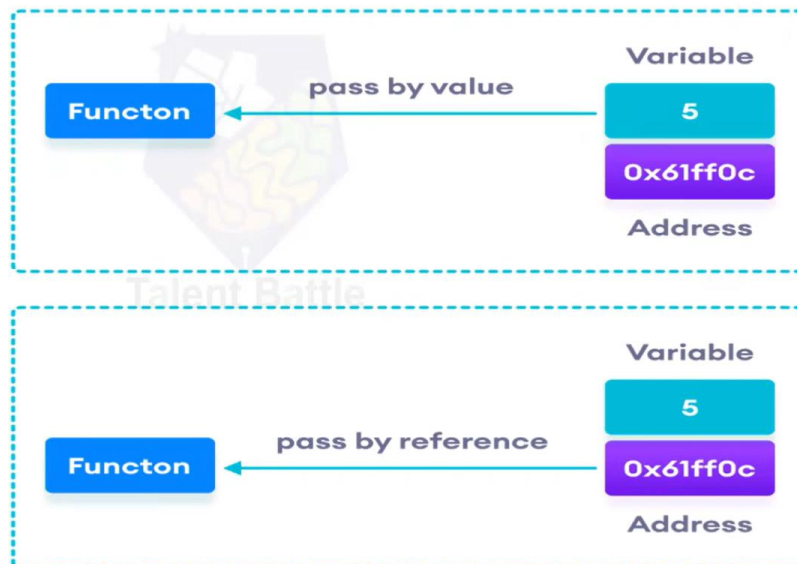 Variable
pass by value
Functon
5
0x61ff0c
Address
Talent Battle
Variable
5
pass by reference
Functon
0x61ff0c
Address